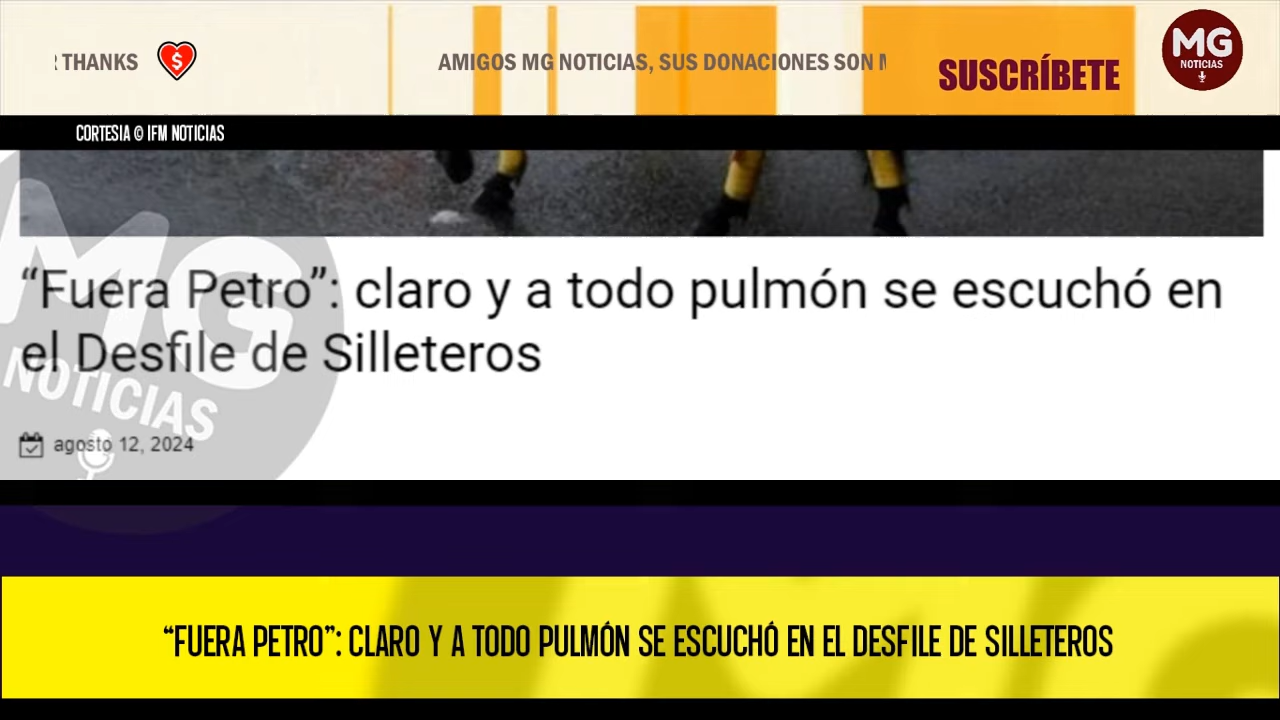 THANKS
AMIGOS MG NOTICIAS, SUS DONACIONES SON
SUSCRÍBETE
MG
NOTICIAS
CORTESIA © IFM NOTICIAS
“Fuera Petro”: claro y a todo pulmón se escuchó en
el Desfile de Silleteros
MG
NOTICIAS
agosto 12, 2024
“FUERA PETRO”: CLARO Y A TODO PULMÓN SE ESCUCHÓ EN EL DESFILE DE SILLETEROS